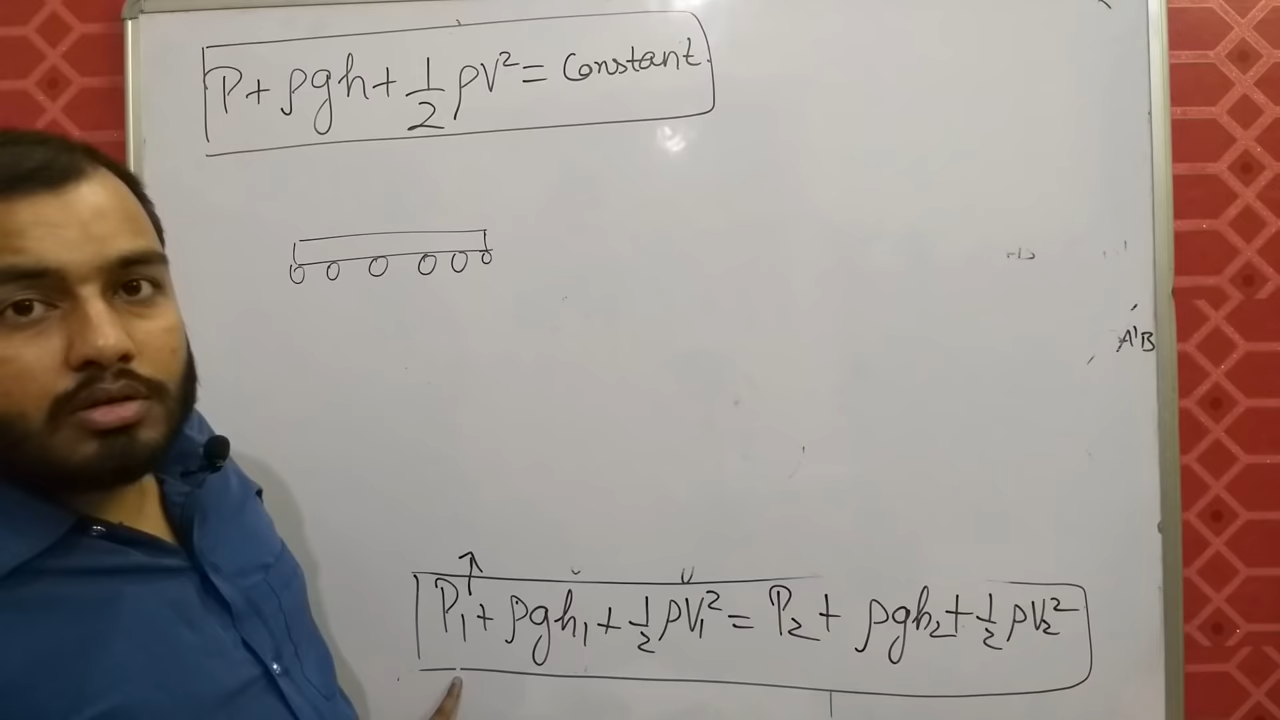 P + ρgh + 1/2 ρV² = Constant.
A'B
P₁ + ρgh₁ + 1/2 ρV₁² = P₂ + ρgh₂ + 1/2 ρV₂²